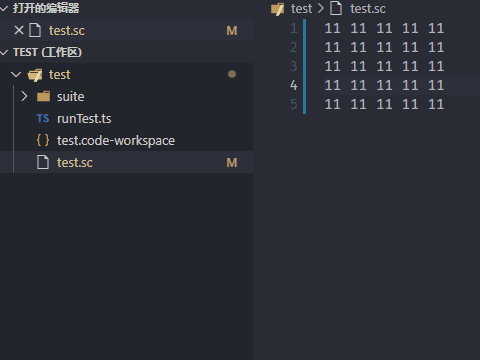 打开的编辑器
test.sc M
TEST (工作区)
test
suite
TS runTest.ts
{ } test.code-workspace
test.sc M
test > test.sc
1 11 11 11 11 11
2 11 11 11 11 11
3 11 11 11 11 11
4 11 11 11 11 11
5 11 11 11 11 11